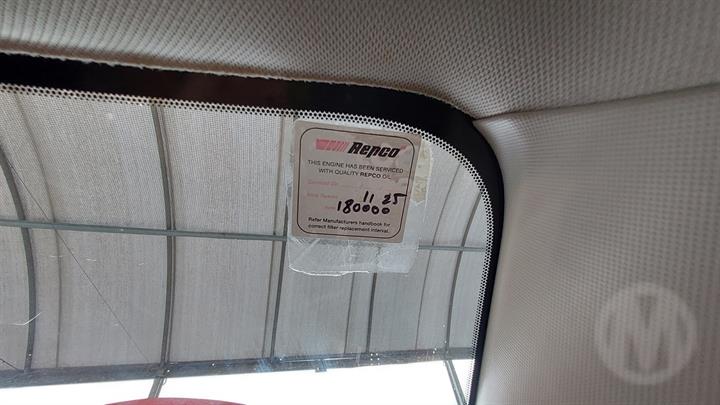 Repco
THIS ENGINE HAS BEEN SERVICED
WITH QUALITY REPCO OIL
11 25
180000
Refer Manufacturers handbook for
correct filter replacement interval.
M